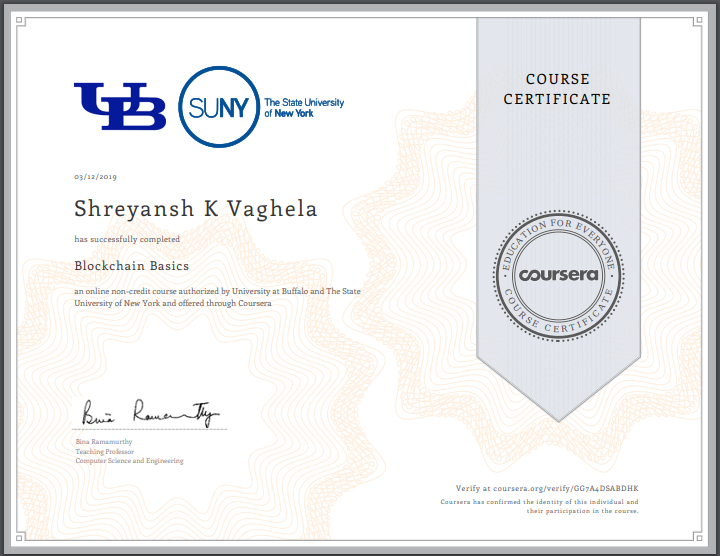 UB
SUNY
The State University
of New York
COURSE
CERTIFICATE
03/12/2019
Shreyansh K Vaghela
has successfully completed
Blockchain Basics
an online non-credit course authorized by University at Buffalo and The State
University of New York and offered through Coursera
EDUCATION FOR EVERYONE
coursera
COURSE CERTIFICATE
Bina Ramamurthy
Bina Ramamurthy
Teaching Professor
Computer Science and Engineering
Verify at coursera.org/verify/GG7A4DSABDHK
Coursera has confirmed the identity of this individual and
their participation in the course.